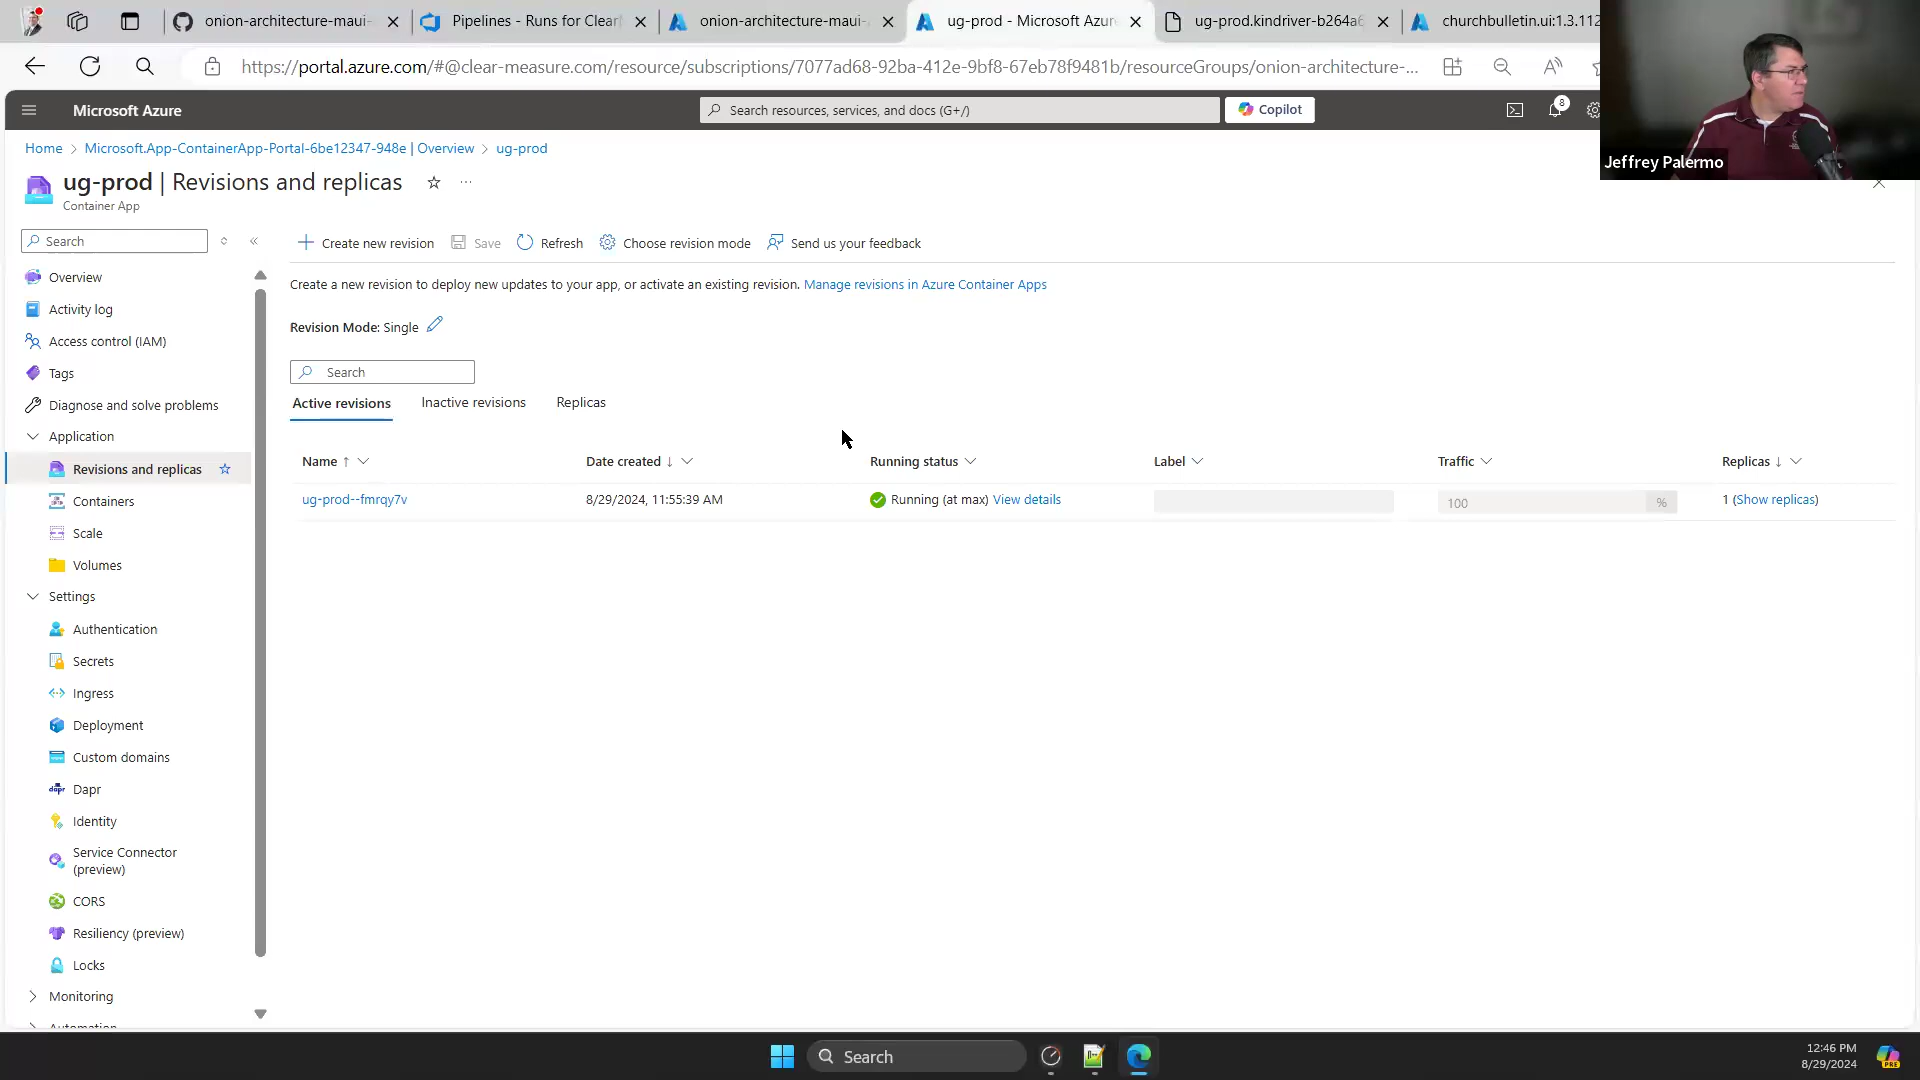 onion-architecture-maui-
Pipelines - Runs for Clear
onion-architecture-maui-
ug-prod - Microsoft Azure
ug-prod.kindriver-b264a6
churchbulletin.ui:1.3.112
https://portal.azure.com/#@clear-measure.com/resource/subscriptions/7077ad68-92ba-412e-9bf8-67eb78f9481b/resourceGroups/onion-architecture-...
Microsoft Azure
Search resources, services, and docs (G+/)
Copilot
8
Jeffrey Palermo
Home > Microsoft.App-ContainerApp-Portal-6be12347-948e | Overview > ug-prod
ug-prod | Revisions and replicas
Container App
Search
Create new revision
Save
Refresh
Choose revision mode
Send us your feedback
Overview
Activity log
Access control (IAM)
Tags
Diagnose and solve problems
Application
Revisions and replicas
Containers
Scale
Volumes
Settings
Authentication
Secrets
Ingress
Deployment
Custom domains
Dapr
Identity
Service Connector
(preview)
CORS
Resiliency (preview)
Locks
Monitoring
Automation
Create a new revision to deploy new updates to your app, or activate an existing revision. Manage revisions in Azure Container Apps
Revision Mode: Single
Search
Active revisions
Inactive revisions
Replicas
Name ↑
Date created ↓
Running status
Label
Traffic
Replicas ↓
ug-prod--fmrqy7v
8/29/2024, 11:55:39 AM
Running (at max) View details
100
%
1 (Show replicas)
Search
12:46 PM
8/29/2024